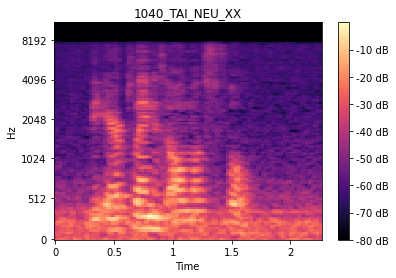 1040_TAI_NEU_XX
8192
4096
2048
1024
512
0
Hz
0
0.5
1
1.5
2
Time
-10 dB
-20 dB
-30 dB
-40 dB
-50 dB
-60 dB
-70 dB
-80 dB